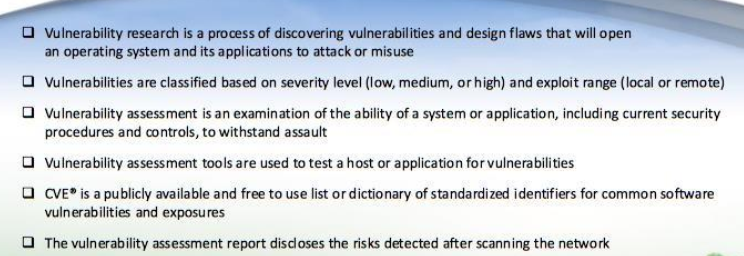 ❑ Vulnerability research is a process of discovering vulnerabilities and design flaws that will open
an operating system and its applications to attack or misuse
❑ Vulnerabilities are classified based on severity level (low, medium, or high) and exploit range (local or remote)
❑ Vulnerability assessment is an examination of the ability of a system or application, including current security
procedures and controls, to withstand assault
❑ Vulnerability assessment tools are used to test a host or application for vulnerabilities
❑ CVE® is a publicly available and free to use list or dictionary of standardized identifiers for common software
vulnerabilities and exposures
❑ The vulnerability assessment report discloses the risks detected after scanning the network